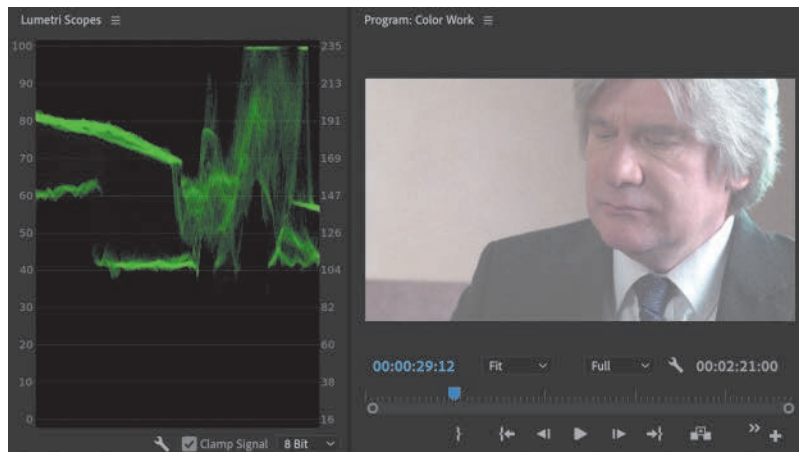 Lumetri Scopes
100 235
90 213
80 191
70 169
60 147
50 126
40 104
30 82
20 60
10 38
0 16
Clamp Signal 8 Bit
Program: Color Work
00:00:29:12 Fit Full 00:02:21:00